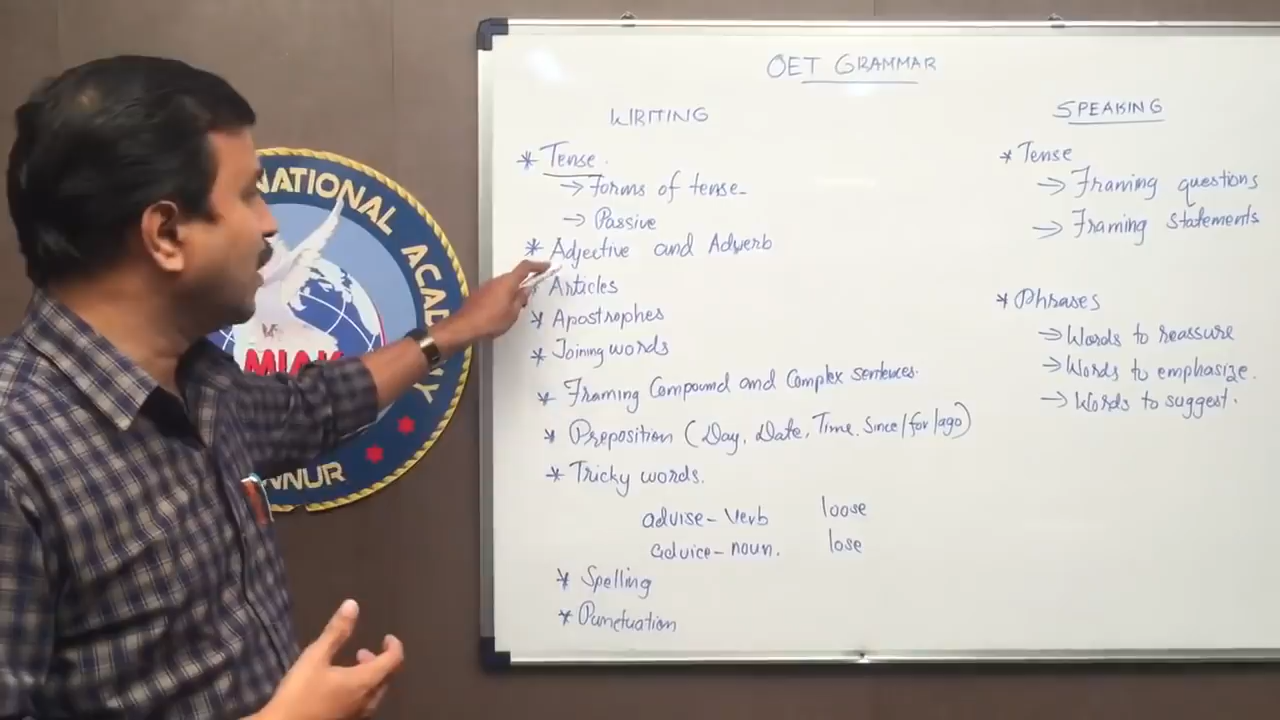 OET GRAMMAR
WRITING
* Tense.
→ Forms of tense
→ Passive
* Adjective and Adverb
* Articles
* Apostrophes
* Joining words
* Framing Compound and Complex sentences.
* Preposition (Day, Date, Time, Since/for/ago)
* Tricky words.
advise - Verb loose
advice - noun. lose
* Spelling
* Punctuation
SPEAKING
* Tense
→ Framing questions
→ Framing statements
* Phrases
→ Words to reassure
→ Words to emphasize.
→ Words to suggest.
NATIONAL ACAD MY